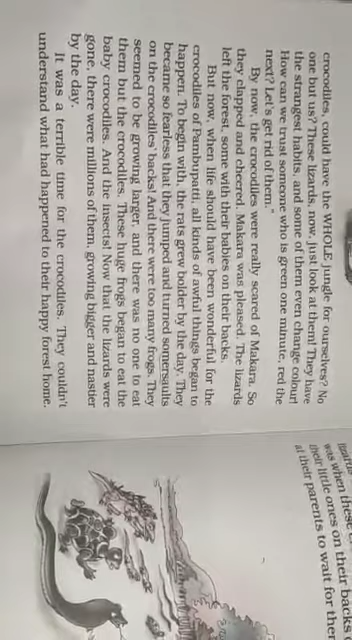 crocodiles, could have the WHOLE jungle for ourselves? No
one but us? These lizards, now, just look at them! They have
the strangest habits, and some of them even change colour!
How can we trust someone who is green one minute, red the
next? Let's get rid of them."
By now, the crocodiles were really scared of Makara. So
they clapped and cheered. Makara was pleased. The lizards
left the forest, some with their babies on their backs.
But now, when life should have been wonderful for the
crocodiles of Pambupatti, all kinds of awful things began to
happen. To begin with, the rats grew bolder by the day. They
became so fearless that they jumped and turned somersaults
on the crocodiles' backs! And there were too many frogs. They
seemed to be growing larger, and there was no one to eat
them but the crocodiles. These huge frogs began to eat the
baby crocodiles. And the insects! Now that the lizards were
gone, there were millions of them, growing bigger and nastier
by the day.
It was a terrible time for the crocodiles. They couldn't
understand what had happened to their happy forest home.
was when these
their little ones on their backs
at their parents to wait for